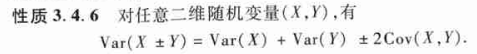 性质3.4.6 对任意二维随机变量(X,Y),有
Var(X ± Y) = Var(X) + Var(Y) ±2Cov(X,Y).